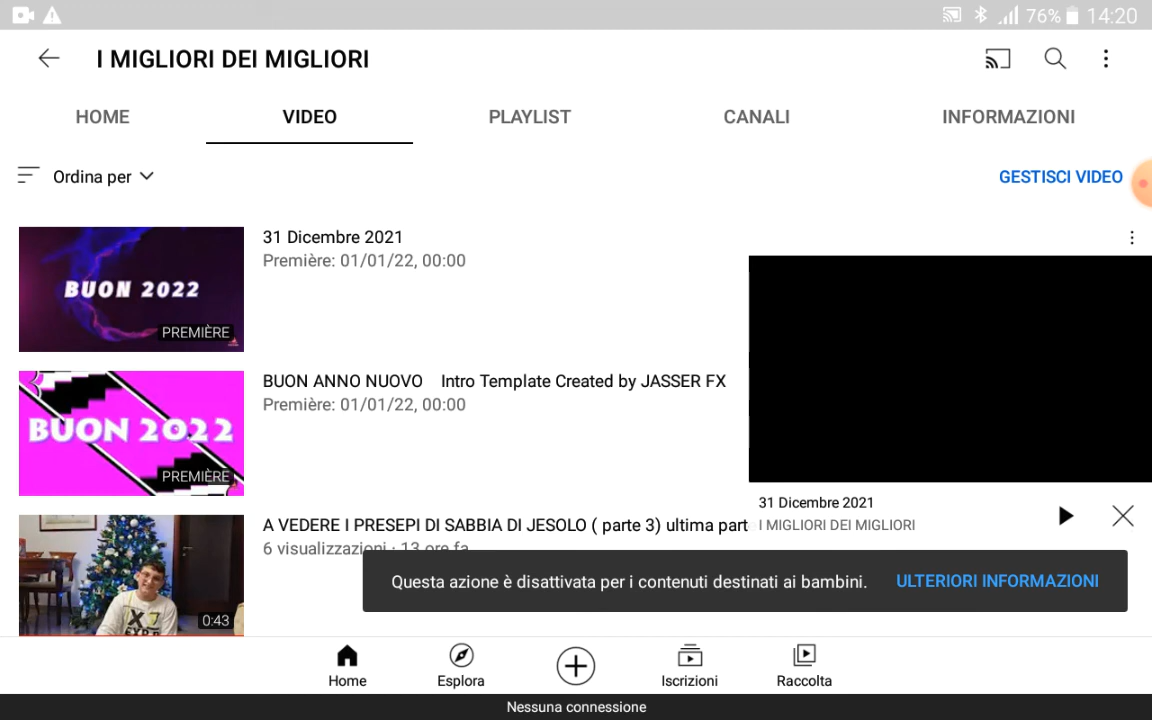 76% 14:20
I MIGLIORI DEI MIGLIORI
HOME VIDEO PLAYLIST CANALI INFORMAZIONI
Ordina per GESTISCI VIDEO
BUON 2022
PREMIÈRE
31 Dicembre 2021
Première: 01/01/22, 00:00
BUON 2022
PREMIÈRE
BUON ANNO NUOVO Intro Template Created by JASSER FX
Première: 01/01/22, 00:00
0:43
A VEDERE I PRESEPI DI SABBIA DI JESOLO ( parte 3) ultima part
6 visualizzazioni · 13 ore fa
31 Dicembre 2021
I MIGLIORI DEI MIGLIORI
Questa azione è disattivata per i contenuti destinati ai bambini. ULTERIORI INFORMAZIONI
Home Esplora Iscrizioni Raccolta
Nessuna connessione